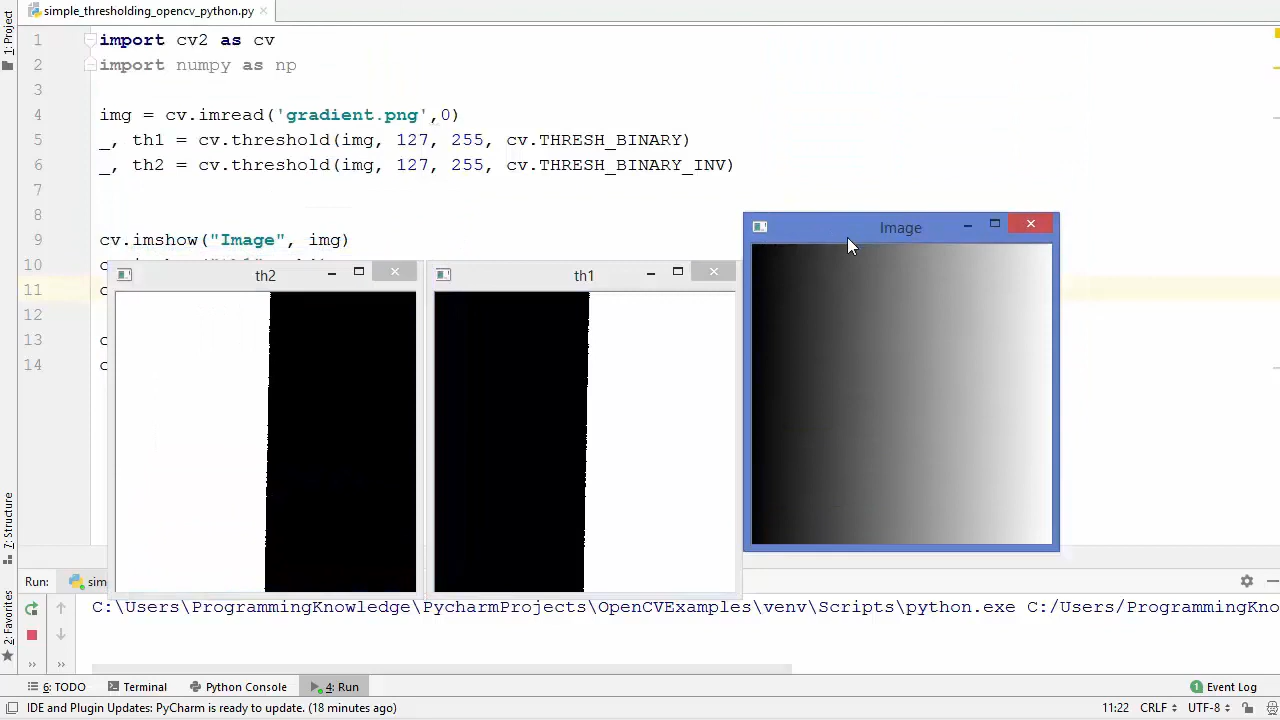 simple_thresholding_opencv_python.py
1: Project
1 import cv2 as cv
2 import numpy as np
3
4 img = cv.imread('gradient.png',0)
5 _, th1 = cv.threshold(img, 127, 255, cv.THRESH_BINARY)
6 _, th2 = cv.threshold(img, 127, 255, cv.THRESH_BINARY_INV)
7
8
9 cv.imshow("Image", img)
10 c
11 c
12
13 c
14 c
Image
th2
th1
7: Structure
2: Favorites
Run: sim
C:\Users\ProgrammingKnowledge\PycharmProjects\OpenCVExamples\venv\Scripts\python.exe C:/Users/ProgrammingKno
6: TODO Terminal Python Console 4: Run 1 Event Log
IDE and Plugin Updates: PyCharm is ready to update. (18 minutes ago) 11:22 CRLF UTF-8